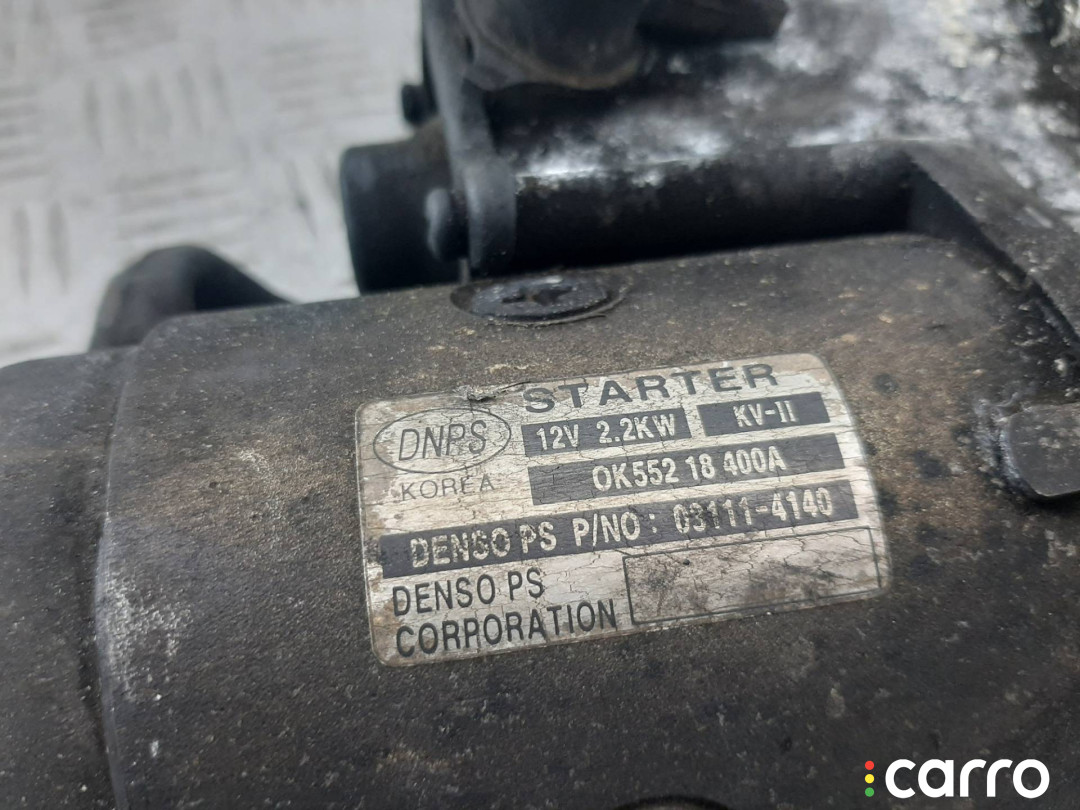 STARTER
DNPS
KOREA
12V 2.2KW KV-II
OK552 18 400A
DENSO PS P/NO : 03111-4140
DENSO PS
CORPORATION
carro